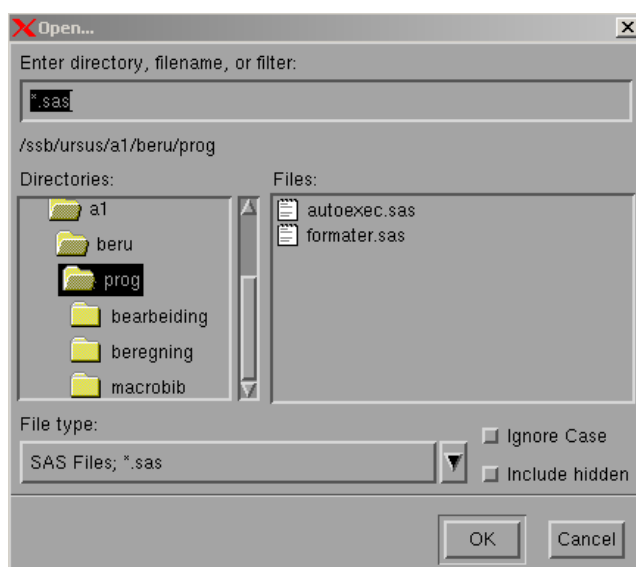 Open...
Enter directory, filename, or filter:
*.sas
/ssb/ursus/a1/beru/prog
Directories:
Files:
a1
beru
prog
bearbeiding
beregning
macrobib
autoexec.sas
formater.sas
File type:
SAS Files; *.sas
Ignore Case
Include hidden
OK
Cancel